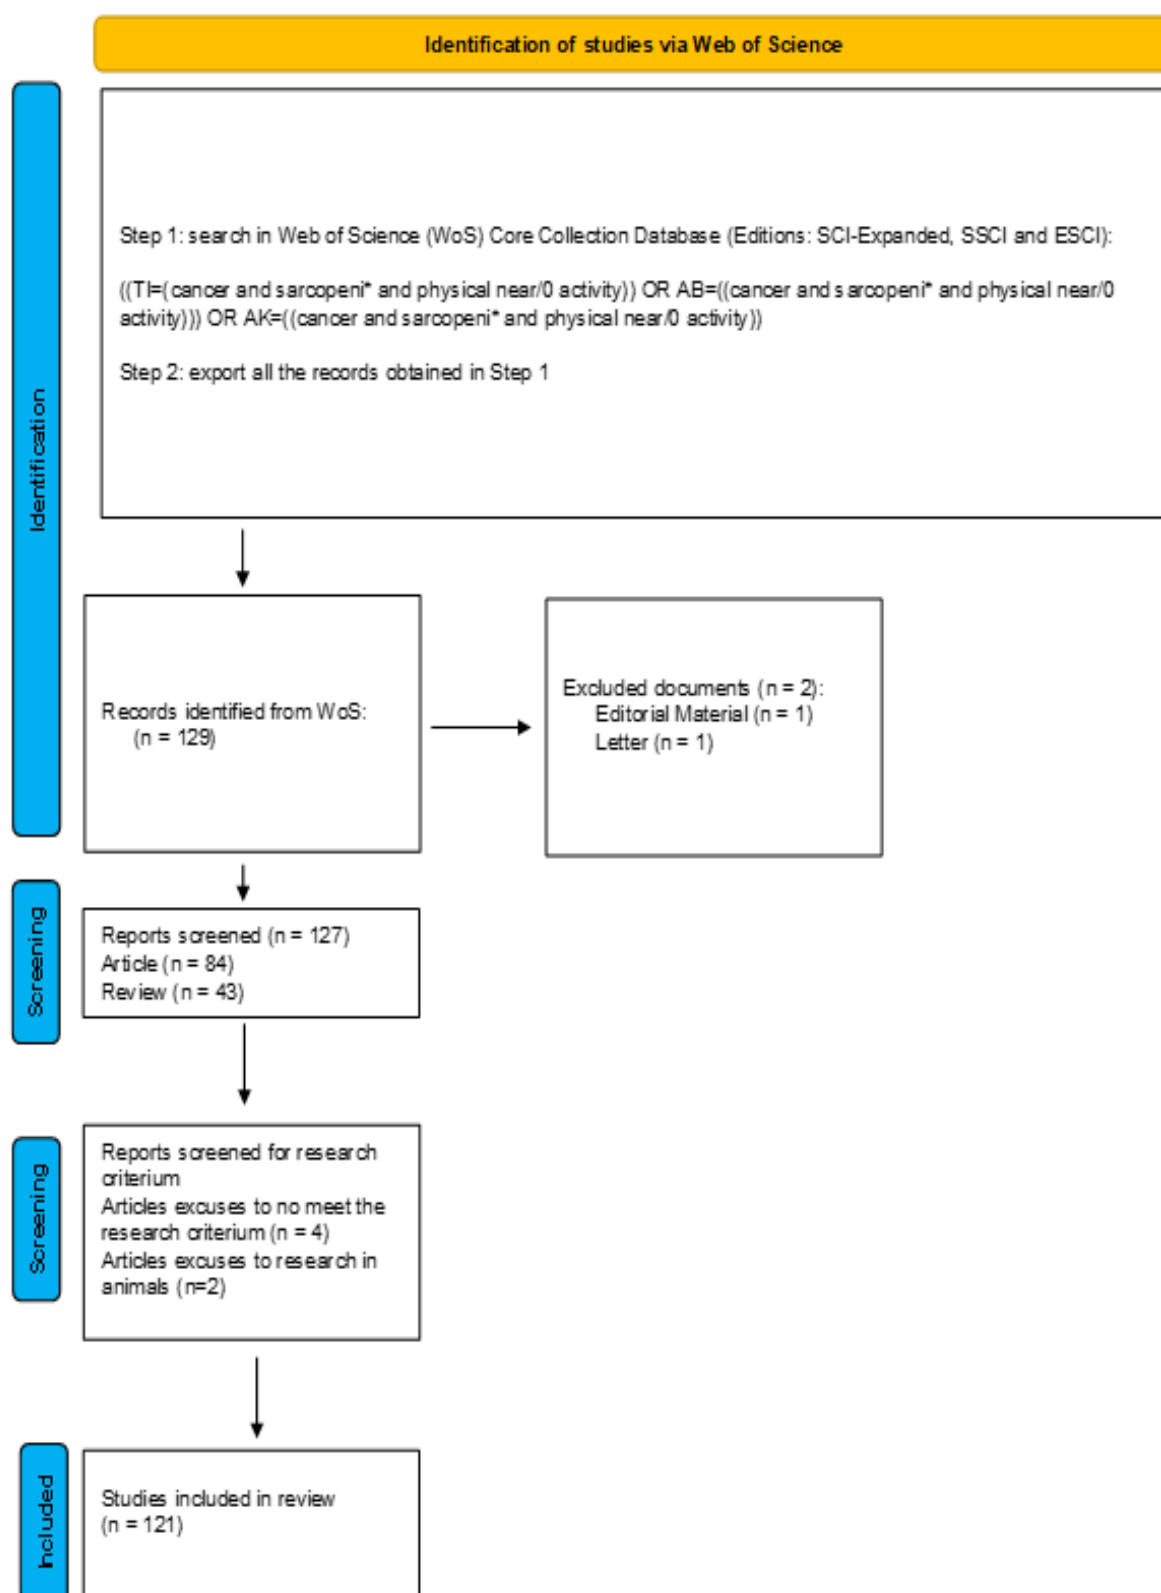 Identification of studies via Web of Science
Identification
Step 1: search in Web of Science (WoS) Core Collection Database (Editions: SCI-Expanded, SSCI and ESCI):
((TI=(cancer and sarcopeni* and physical near/0 activity)) OR AB=((cancer and sarcopeni* and physical near/0
activity))) OR AK=((cancer and sarcopeni* and physical near/0 activity))
Step 2: export all the records obtained in Step 1
Records identified from WoS:
(n = 129)
Excluded documents (n = 2):
Editorial Material (n = 1)
Letter (n = 1)
Screening
Reports screened (n = 127)
Article (n = 84)
Review (n = 43)
Screening
Reports screened for research
criterium
Articles excuses to no meet the
research criterium (n = 4)
Articles excuses to research in
animals (n=2)
Included
Studies included in review
(n = 121)